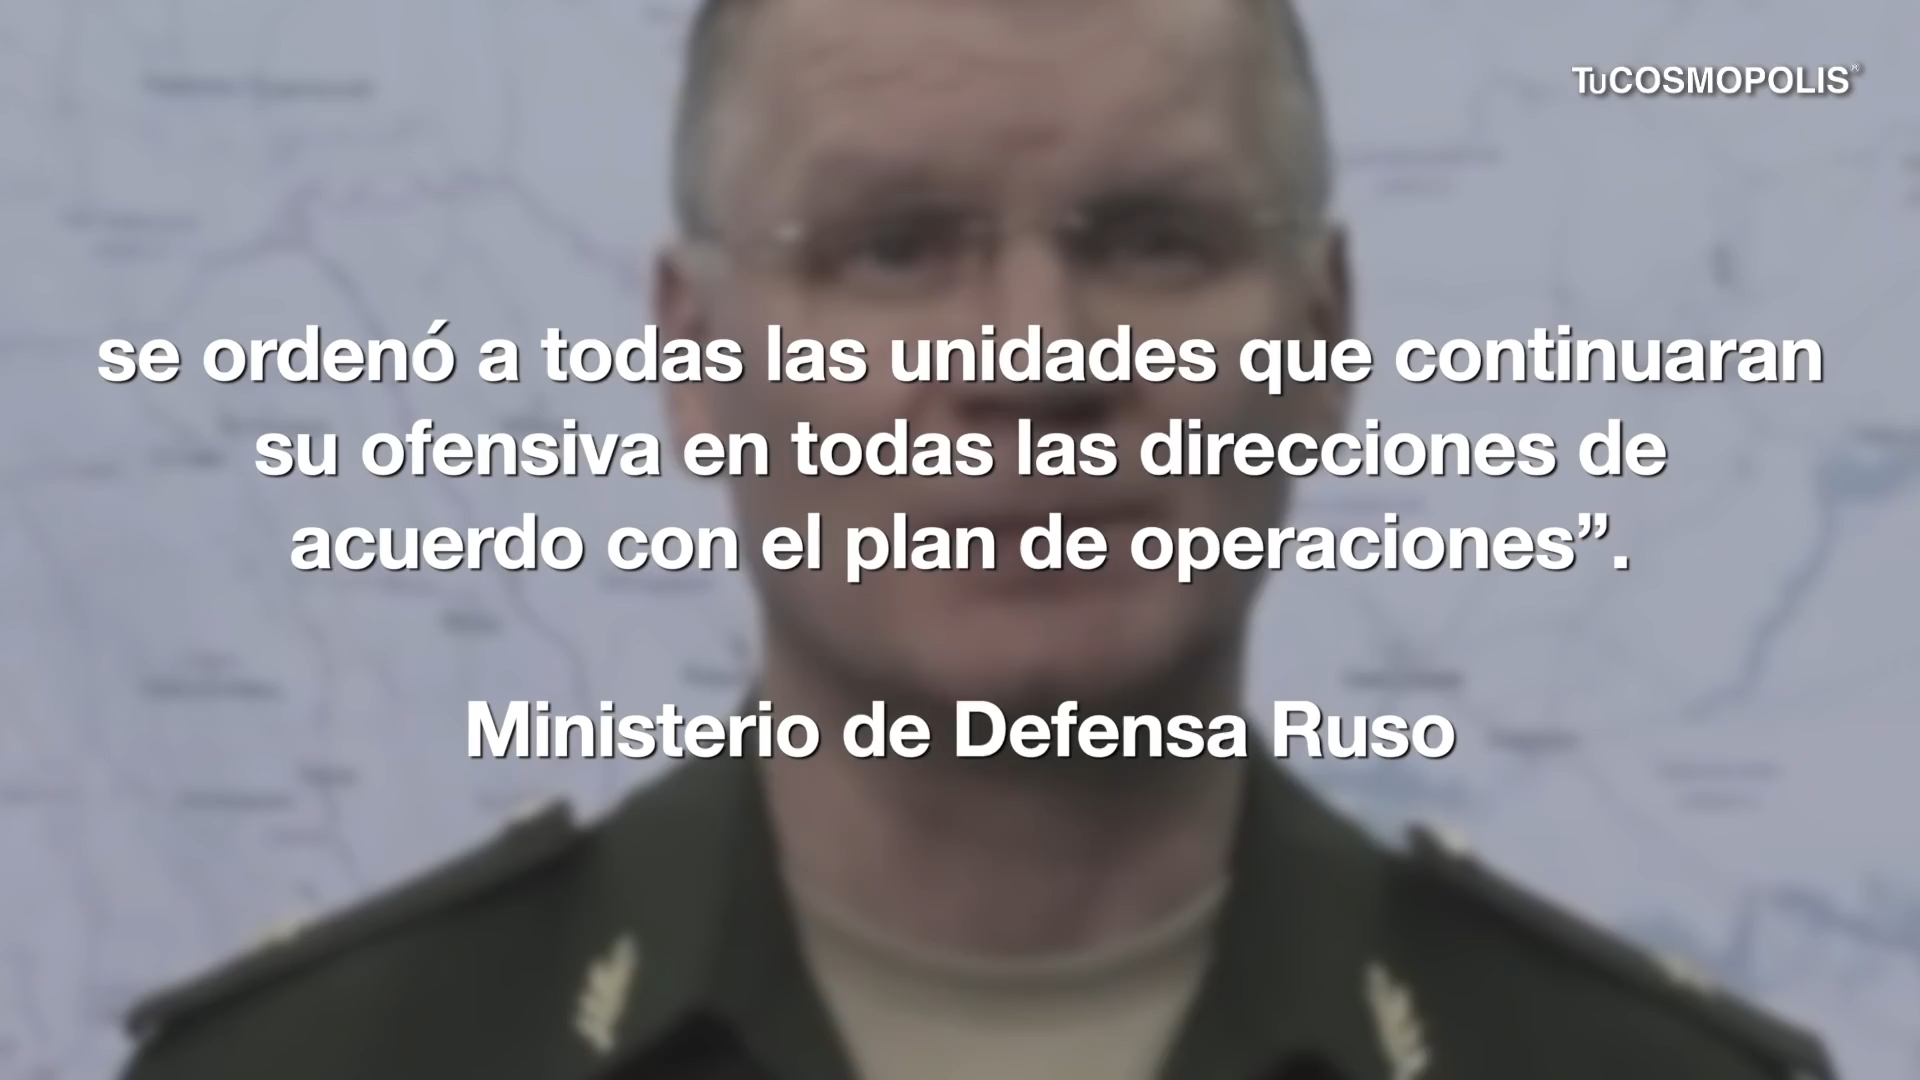 TuCOSMOPOLIS®
se ordenó a todas las unidades que continuaran
su ofensiva en todas las direcciones de
acuerdo con el plan de operaciones”.
Ministerio de Defensa Ruso